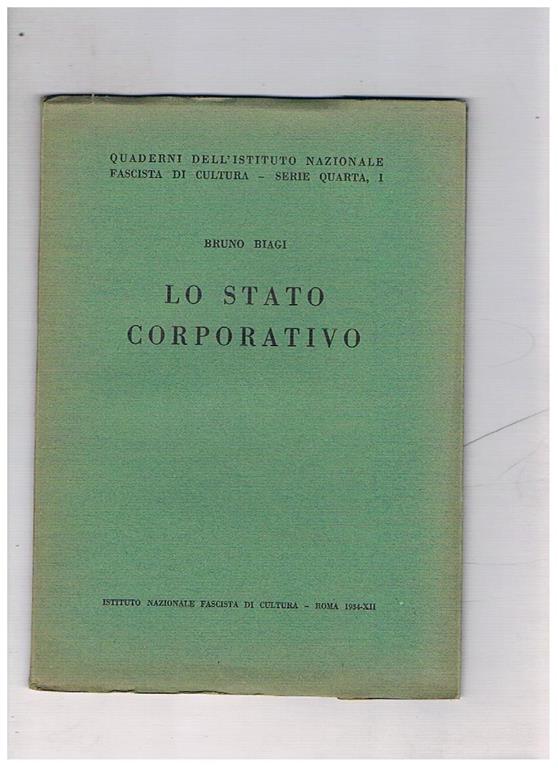 QUADERNI DELL'ISTITUTO NAZIONALE
FASCISTA DI CULTURA – SERIE QUARTA, 1
BRUNO BIAGI
LO STATO
CORPORATIVO
ISTITUTO NAZIONALE FASCISTA DI CULTURA – ROMA 1934-XII